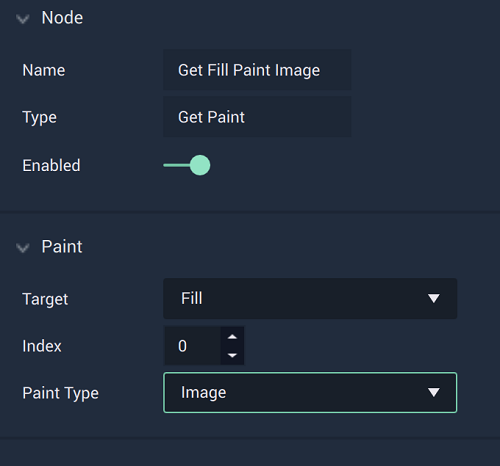 Node
Name Get Fill Paint Image
Type Get Paint
Enabled
Paint
Target Fill
Index 0
Paint Type Image